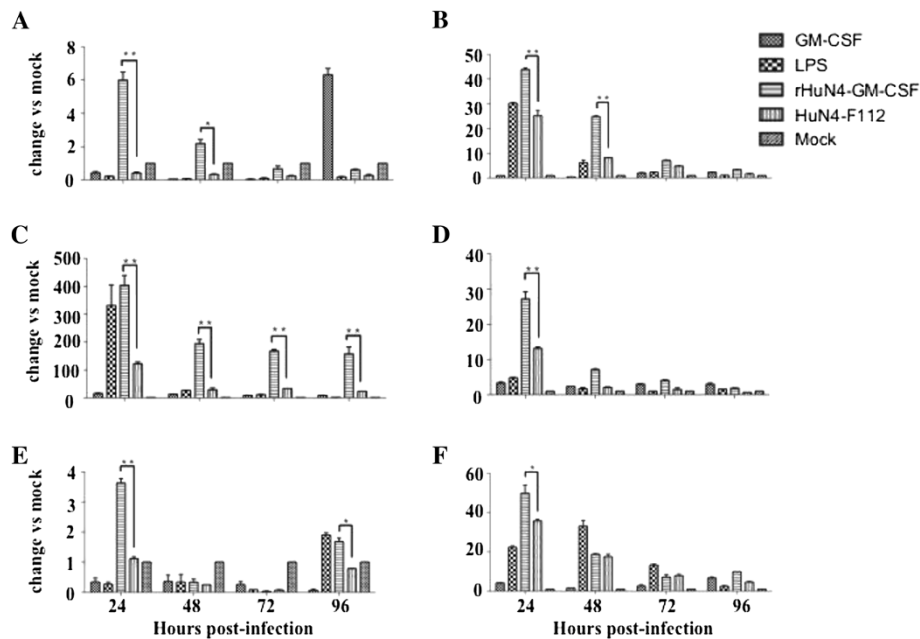 A
change vs mock
8
6
4
2
0
* *
*
B
50
40
30
20
10
0
* *
* *
GM-CSF
LPS
rHuN4-GM-CSF
HuN4-F112
Mock
C
change vs mock
500
400
300
200
100
0
* *
* *
* *
* *
D
40
30
20
10
0
* *
E
change vs mock
4
3
2
1
0
* *
*
24 48 72 96
Hours post-infection
F
60
40
20
0
*
24 48 72 96
Hours post-infection